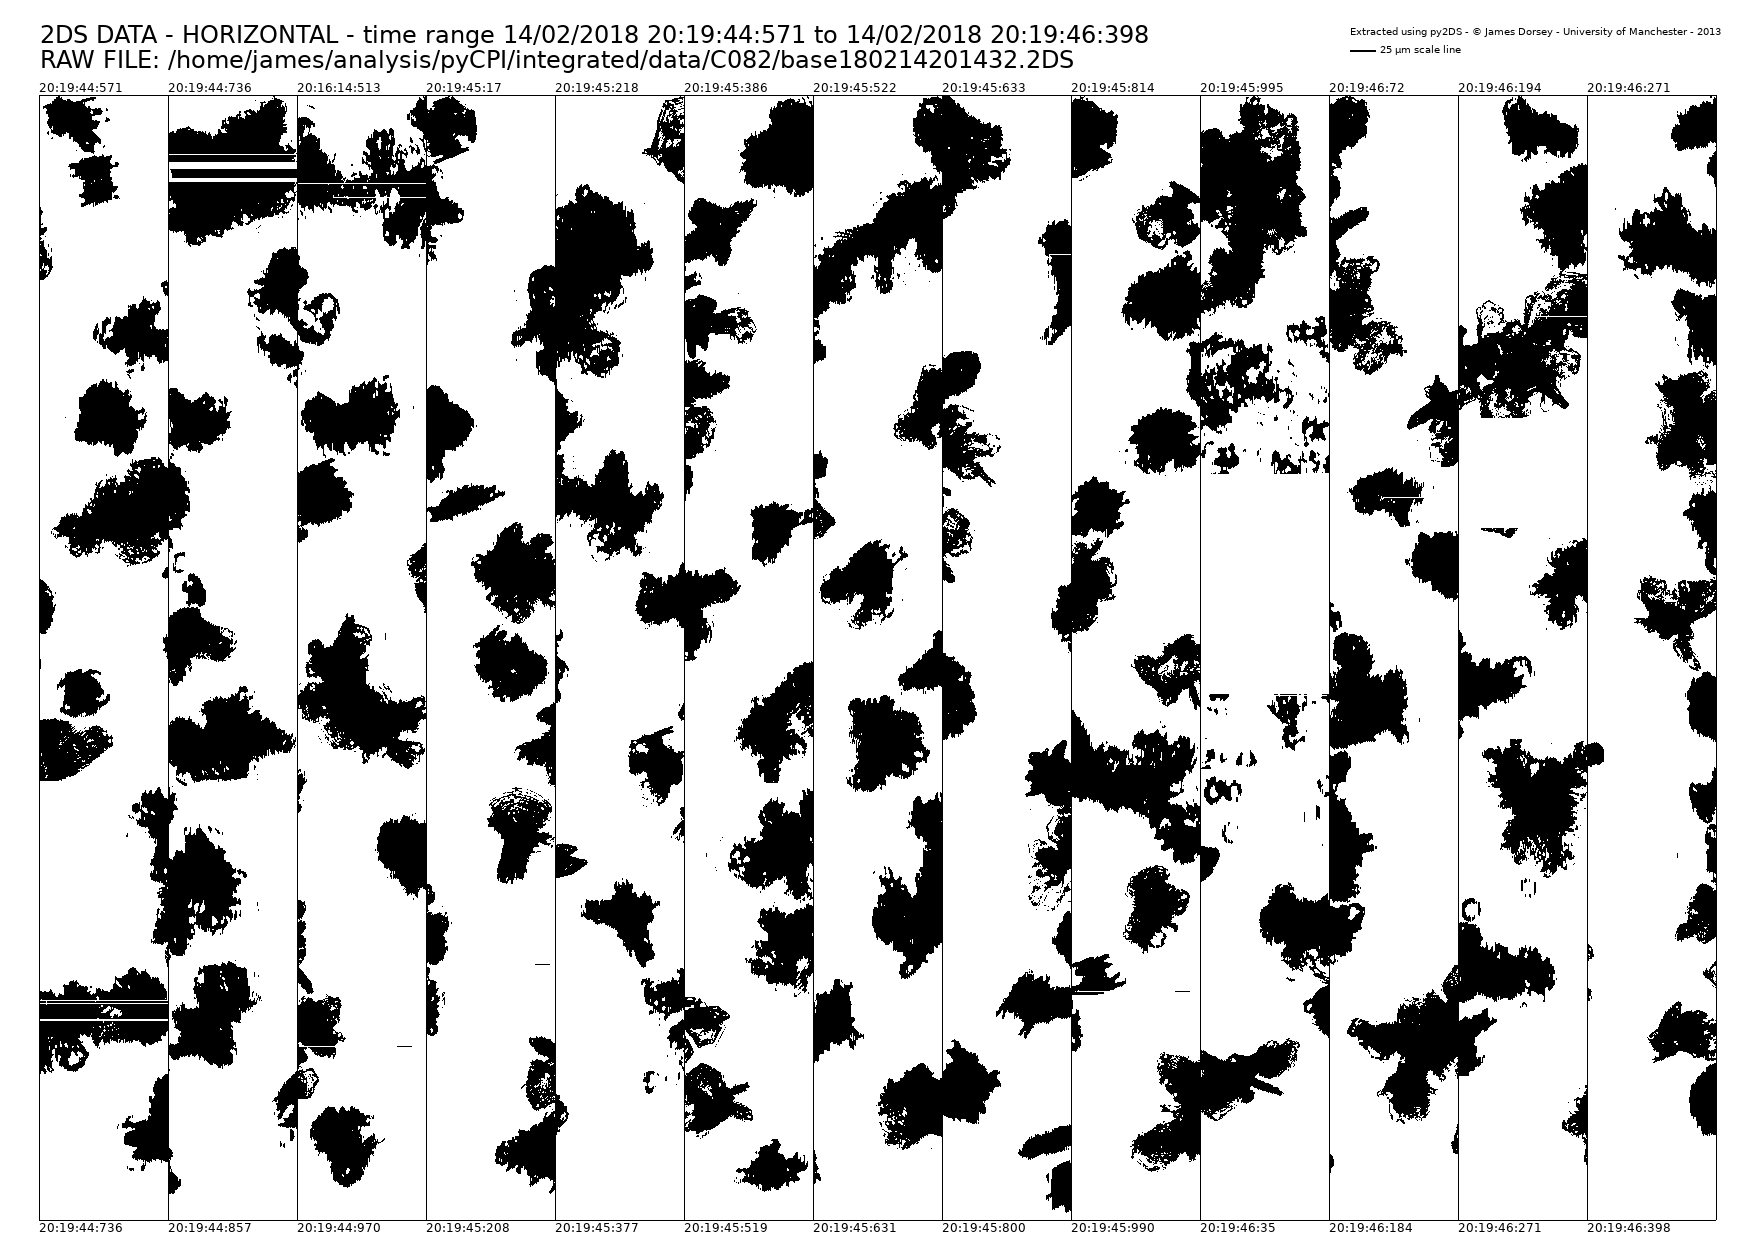 2DS DATA - HORIZONTAL - time range 14/02/2018 20:19:44:571 to 14/02/2018 20:19:46:398
RAW FILE: /home/james/analysis/pyCPI/integrated/data/C082/base180214201432.2DS
Extracted using py2DS - © James Dorsey - University of Manchester - 2013
25 µm scale line
20:19:44:571 20:19:44:736 20:16:14:513 20:19:45:17 20:19:45:218 20:19:45:386 20:19:45:522 20:19:45:633 20:19:45:814 20:19:45:995 20:19:46:72 20:19:46:194 20:19:46:271
20:19:44:736 20:19:44:857 20:19:44:970 20:19:45:208 20:19:45:377 20:19:45:519 20:19:45:631 20:19:45:800 20:19:45:990 20:19:46:35 20:19:46:184 20:19:46:271 20:19:46:398